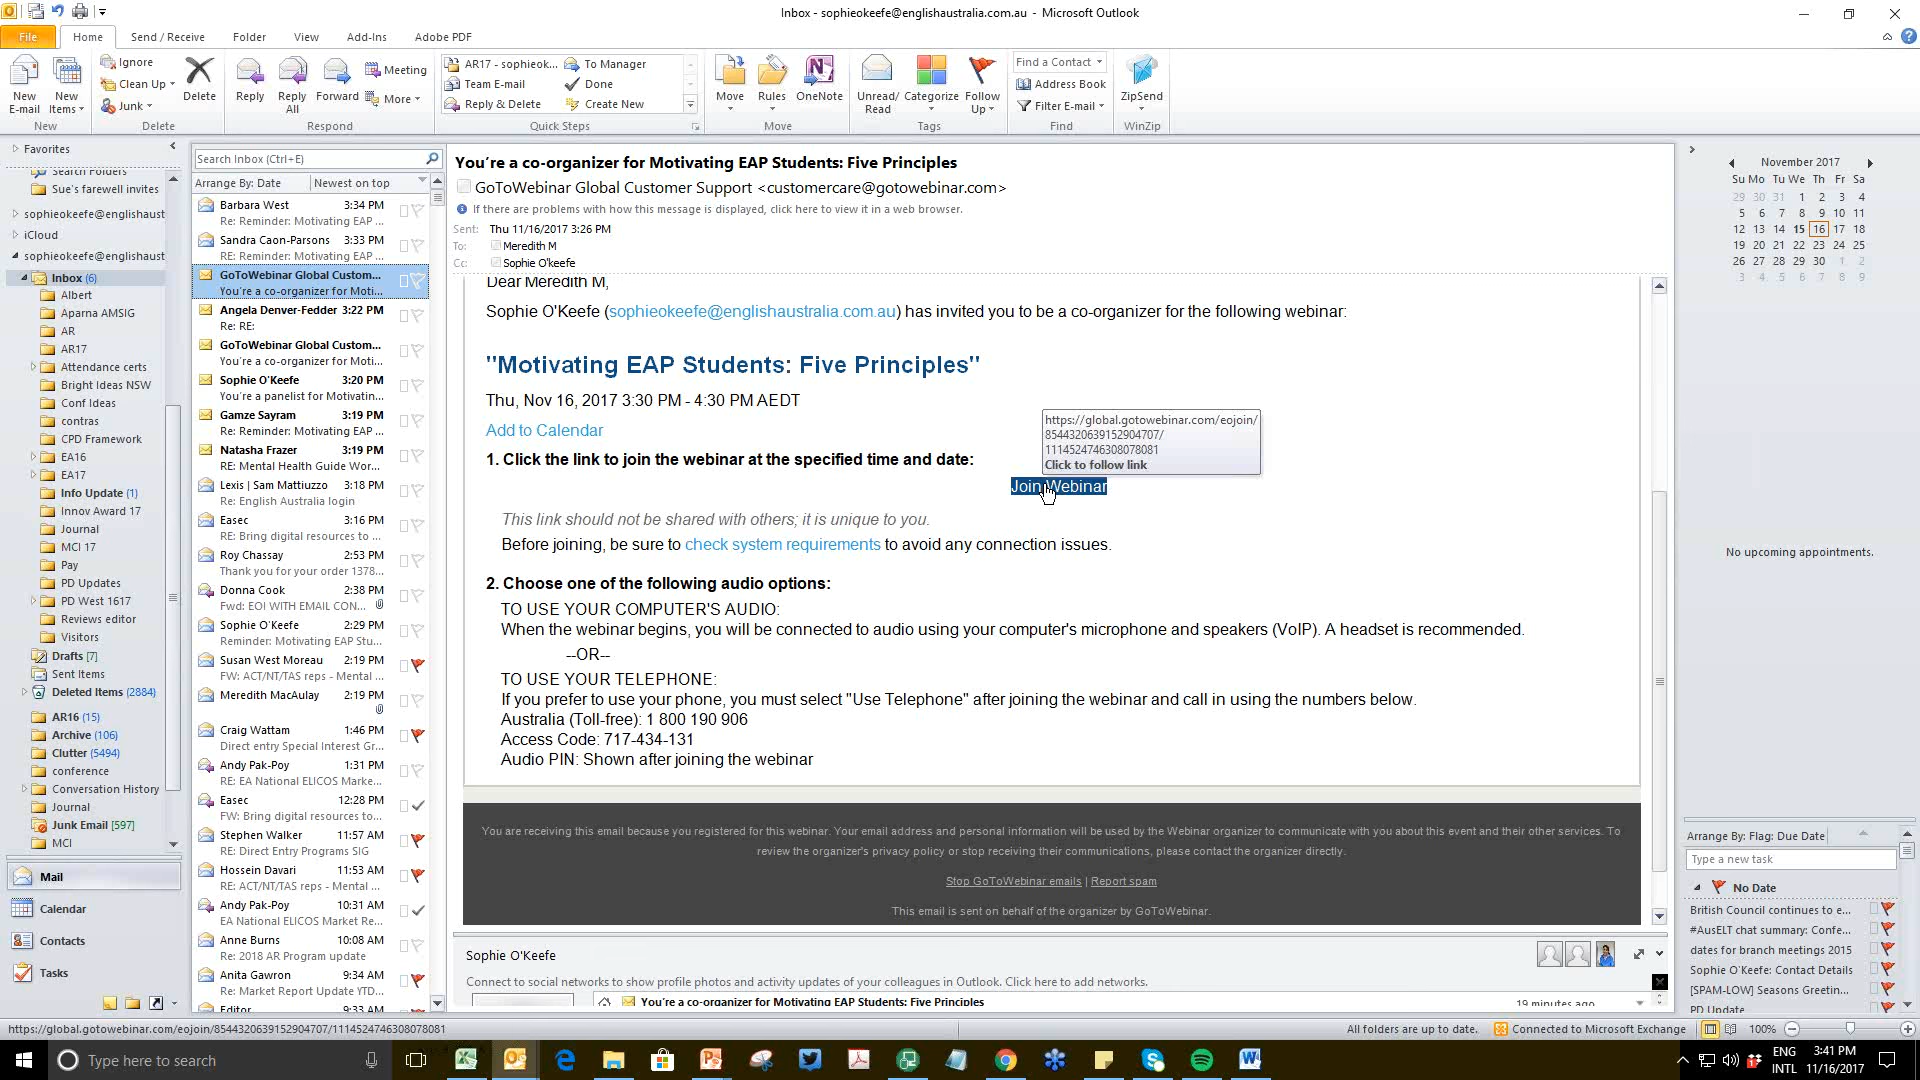 Inbox - sophieokeefe@englishaustralia.com.au - Microsoft Outlook
File Home Send / Receive Folder View Add-Ins Adobe PDF
New E-mail
New Items
Ignore
Clean Up
Junk
Delete
Reply
Reply All
Forward
Meeting
More
AR17 - sophieok...
Team E-mail
Reply & Delete
To Manager
Done
Create New
Move
Rules
OneNote
Unread/ Read
Categorize
Follow Up
Find a Contact
Address Book
Filter E-mail
ZipSend
New Delete Respond Quick Steps Move Tags Find WinZip
Favorites
Search Folders
Sue's farewell invites
sophieokeefe@englishaust
iCloud
sophieokeefe@englishaust
Inbox (6)
Albert
Aparna AMSIG
AR
AR17
Attendance certs
Bright Ideas NSW
Conf Ideas
contras
CPD Framework
EA16
EA17
Info Update (1)
Innov Award 17
Journal
MCI 17
Pay
PD Updates
PD West 1617
Reviews editor
Visitors
Drafts [7]
Sent Items
Deleted Items (2884)
AR16 (15)
Archive (106)
Clutter (5494)
conference
Conversation History
Journal
Junk Email [597]
MCI
Mail
Calendar
Contacts
Tasks
Search Inbox (Ctrl+E)
Arrange By: Date Newest on top
Barbara West 3:34 PM
Re: Reminder: Motivating EAP ...
Sandra Caon-Parsons 3:33 PM
RE: Reminder: Motivating EAP ...
GoToWebinar Global Custom...
You're a co-organizer for Moti...
Angela Denver-Fedder 3:22 PM
Re: RE:
GoToWebinar Global Custom...
You're a co-organizer for Moti...
Sophie O'Keefe 3:20 PM
You're a panelist for Motivatin...
Gamze Sayram 3:19 PM
Re: Reminder: Motivating EAP ...
Natasha Frazer 3:19 PM
RE: Mental Health Guide Wor...
Lexis | Sam Mattiuzzo 3:18 PM
Re: English Australia login
Easec 3:16 PM
RE: Bring digital resources to ...
Roy Chassay 2:53 PM
Thank you for your order 1378...
Donna Cook 2:38 PM
Fwd: EOI WITH EMAIL CON...
Sophie O'Keefe 2:29 PM
Reminder: Motivating EAP Stu...
Susan West Moreau 2:19 PM
FW: ACT/NT/TAS reps - Mental ...
Meredith MacAulay 2:19 PM
Craig Wattam 1:46 PM
Direct entry Special Interest Gr...
Andy Pak-Poy 1:31 PM
RE: EA National ELICOS Marke...
Easec 12:28 PM
FW: Bring digital resources to...
Stephen Walker 11:57 AM
RE: Direct Entry Programs SIG
Hossein Davari 11:53 AM
RE: ACT/NT/TAS reps - Mental ...
Andy Pak-Poy 10:31 AM
EA National ELICOS Market Re...
Anne Burns 10:08 AM
Re: 2018 AR Program update
Anita Gawron 9:34 AM
Re: Market Report Update YTD...
Editor 9:33 AM
You're a co-organizer for Motivating EAP Students: Five Principles
GoToWebinar Global Customer Support <customercare@gotowebinar.com>
If there are problems with how this message is displayed, click here to view it in a web browser.
Sent: Thu 11/16/2017 3:26 PM
To: Meredith M
Cc: Sophie O'keefe
Dear Meredith M,
Sophie O'Keefe (sophieokeefe@englishaustralia.com.au) has invited you to be a co-organizer for the following webinar:
"Motivating EAP Students: Five Principles"
Thu, Nov 16, 2017 3:30 PM - 4:30 PM AEDT
Add to Calendar
1. Click the link to join the webinar at the specified time and date:
https://global.gotowebinar.com/eojoin/
8544320639152904707/
1114524746308078081
Click to follow link
Join Webinar
This link should not be shared with others; it is unique to you.
Before joining, be sure to check system requirements to avoid any connection issues.
2. Choose one of the following audio options:
TO USE YOUR COMPUTER'S AUDIO:
When the webinar begins, you will be connected to audio using your computer's microphone and speakers (VoIP). A headset is recommended.
--OR--
TO USE YOUR TELEPHONE:
If you prefer to use your phone, you must select "Use Telephone" after joining the webinar and call in using the numbers below.
Australia (Toll-free): 1 800 190 906
Access Code: 717-434-131
Audio PIN: Shown after joining the webinar
You are receiving this email because you registered for this webinar. Your email address and personal information will be used by the Webinar organizer to communicate with you about this event and their other services. To
review the organizer's privacy policy or stop receiving their communications, please contact the organizer directly.
Stop GoToWebinar emails | Report spam
This email is sent on behalf of the organizer by GoToWebinar.
Sophie O'Keefe
Connect to social networks to show profile photos and activity updates of your colleagues in Outlook. Click here to add networks.
You're a co-organizer for Motivating EAP Students: Five Principles 19 minutes ago
November 2017
Su Mo Tu We Th Fr Sa
29 30 31 1 2 3 4
5 6 7 8 9 10 11
12 13 14 15 16 17 18
19 20 21 22 23 24 25
26 27 28 29 30 1 2
3 4 5 6 7 8 9
No upcoming appointments.
Arrange By: Flag: Due Date
Type a new task
No Date
British Council continues to e...
#AusELT chat summary: Confe...
dates for branch meetings 2015
Sophie O'Keefe: Contact Details
[SPAM-LOW] Seasons Greetin...
PD Update
https://global.gotowebinar.com/eojoin/8544320639152904707/1114524746308078081
All folders are up to date. Connected to Microsoft Exchange 100%
Type here to search
ENG
INTL
3:41 PM
11/16/2017